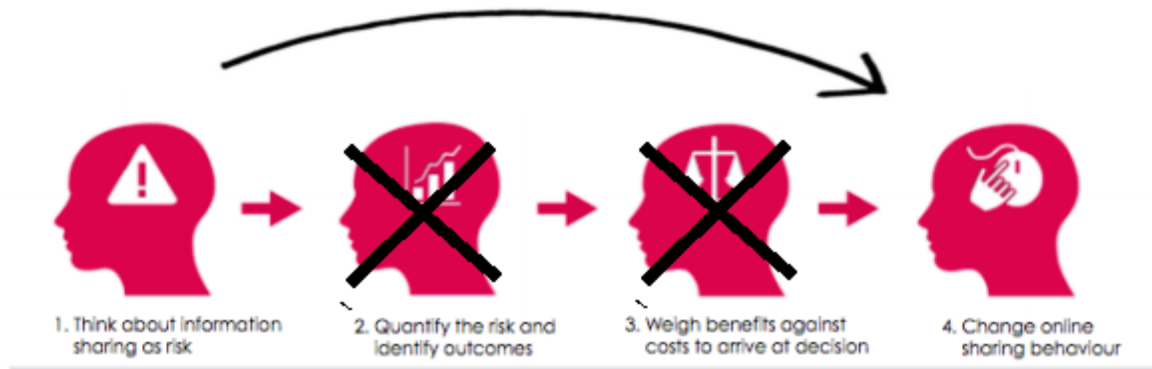 1. Think about information
sharing as risk
2. Quantify the risk and
identify outcomes
3. Weigh benefits against
costs to arrive at decision
4. Change online
sharing behaviour